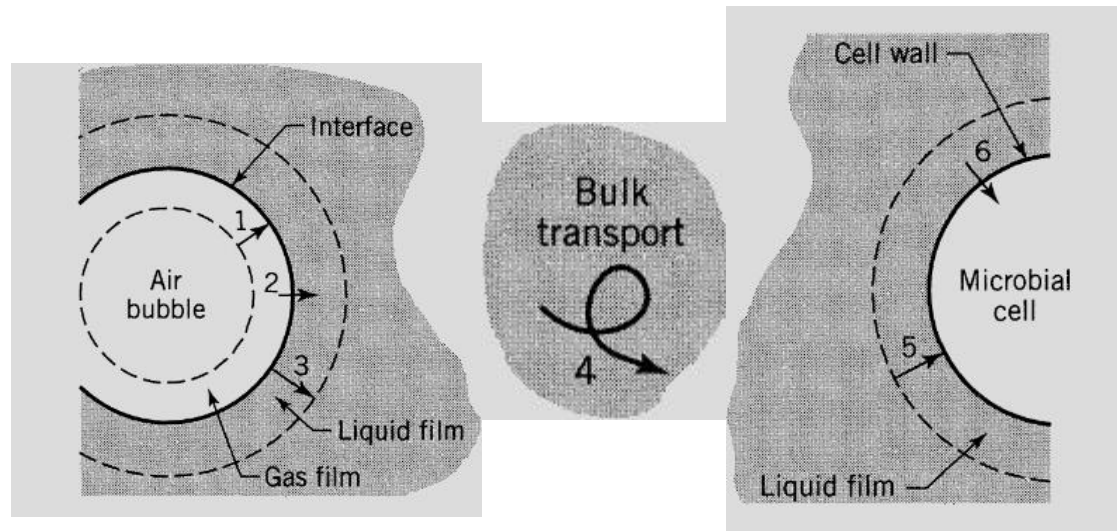 Interface
1
Air
bubble
2
3
Liquid film
Gas film
Bulk
transport
4
Cell wall
6
Microbial
cell
5
Liquid film